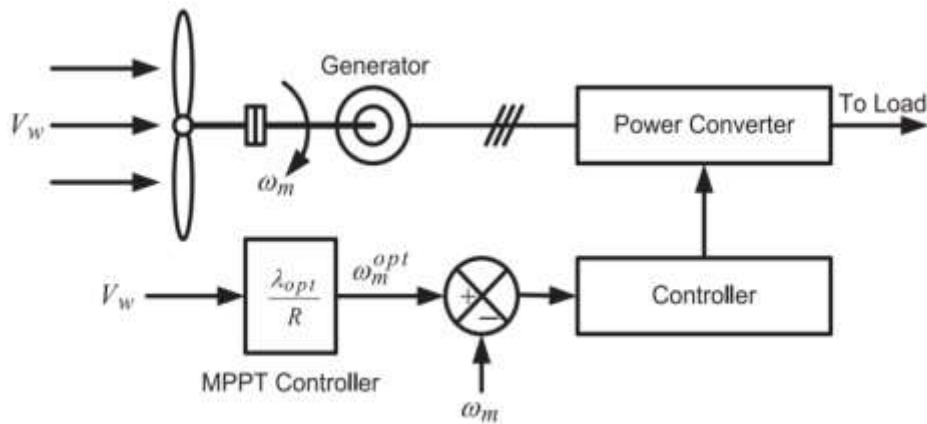 Generator
To Load
V_w
Power Converter
ω_m
V_w
λ_opt
R
ω_m^opt
+
−
Controller
MPPT Controller
ω_m